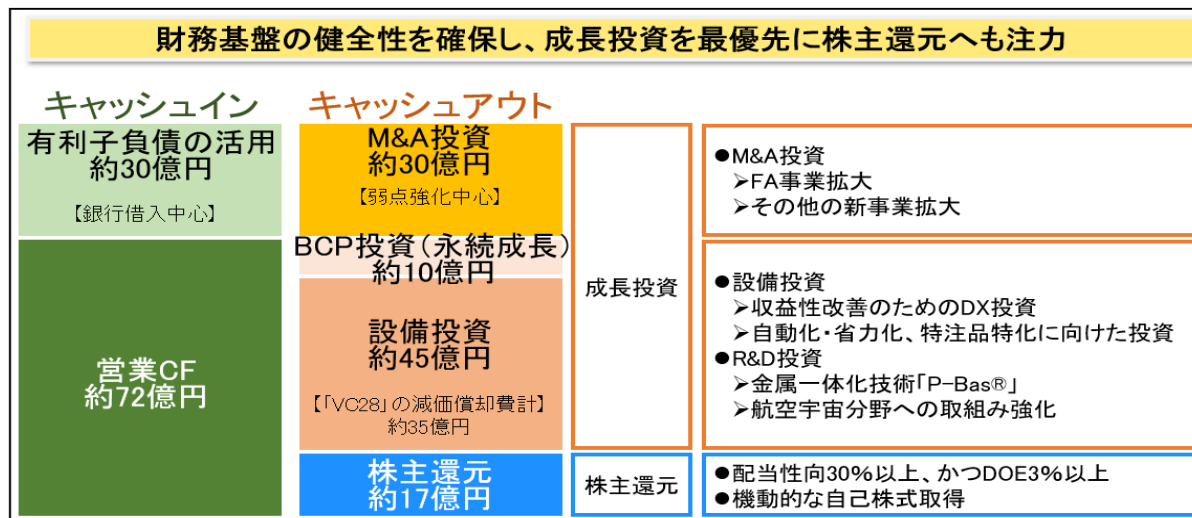 財務基盤の健全性を確保し、成長投資を最優先に株主還元へも注力
キャッシュイン
有利子負債の活用
約30億円
【銀行借入中心】
営業CF
約72億円
キャッシュアウト
M&A投資
約30億円
【弱点強化中心】
BCP投資(永続成長)
約10億円
設備投資
約45億円
【「VC28」の減価償却費計】
約35億円
株主還元
約17億円
成長投資
株主還元
●M&A投資
➢FA事業拡大
➢その他の新事業拡大
●設備投資
➢収益性改善のためのDX投資
➢自動化・省力化、特注品特化に向けた投資
●R&D投資
➢金属一体化技術「P-Bas®」
➢航空宇宙分野への取組み強化
●配当性向30%以上、かつDOE3%以上
●機動的な自己株式取得